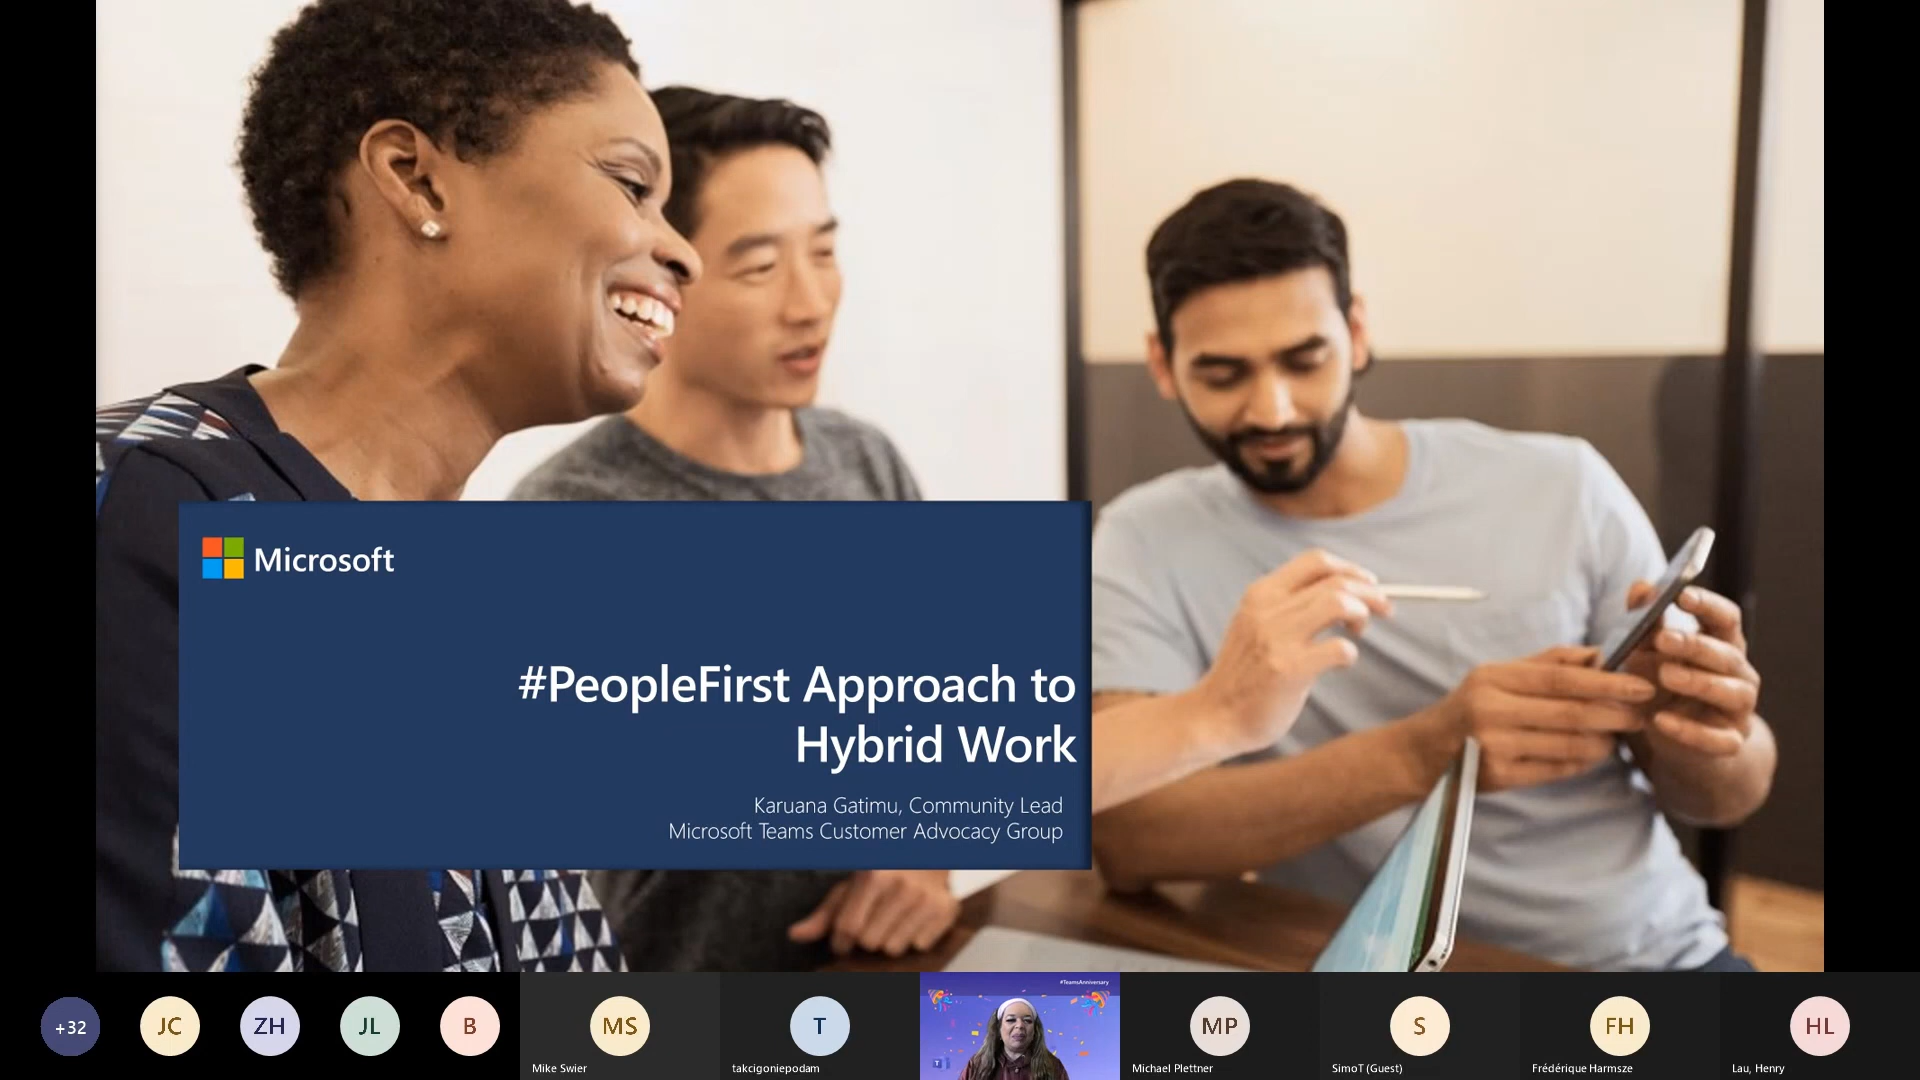 Microsoft
#PeopleFirst Approach to
Hybrid Work
Karuana Gatimu, Community Lead
Microsoft Teams Customer Advocacy Group
#TeamsAnniversary
+32
JC
ZH
JL
B
MS
Mike Swier
T
takcigoniepodam
MP
Michael Plettner
S
SimoT (Guest)
FH
Frédérique Harmsze
HL
Lau, Henry